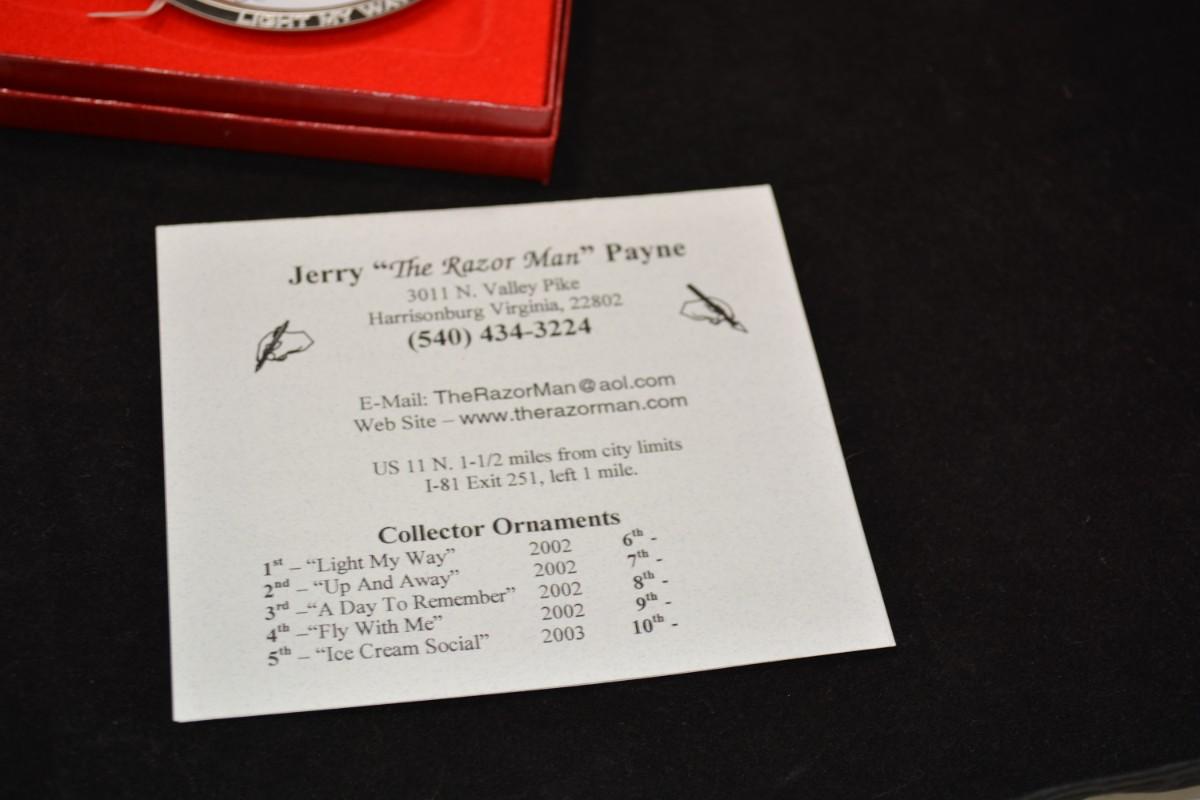 LIGHT MY WAY
Jerry “The Razor Man” Payne
3011 N. Valley Pike
Harrisonburg Virginia, 22802
(540) 434-3224
E-Mail: TheRazorMan@aol.com
Web Site – www.therazorman.com
US 11 N. 1-1/2 miles from city limits
I-81 Exit 251, left 1 mile.
Collector Ornaments
1st – “Light My Way” 2002 6th -
2nd – “Up And Away” 2002 7th -
3rd –“A Day To Remember” 2002 8th -
4th –“Fly With Me” 2002 9th -
5th – “Ice Cream Social” 2003 10th -